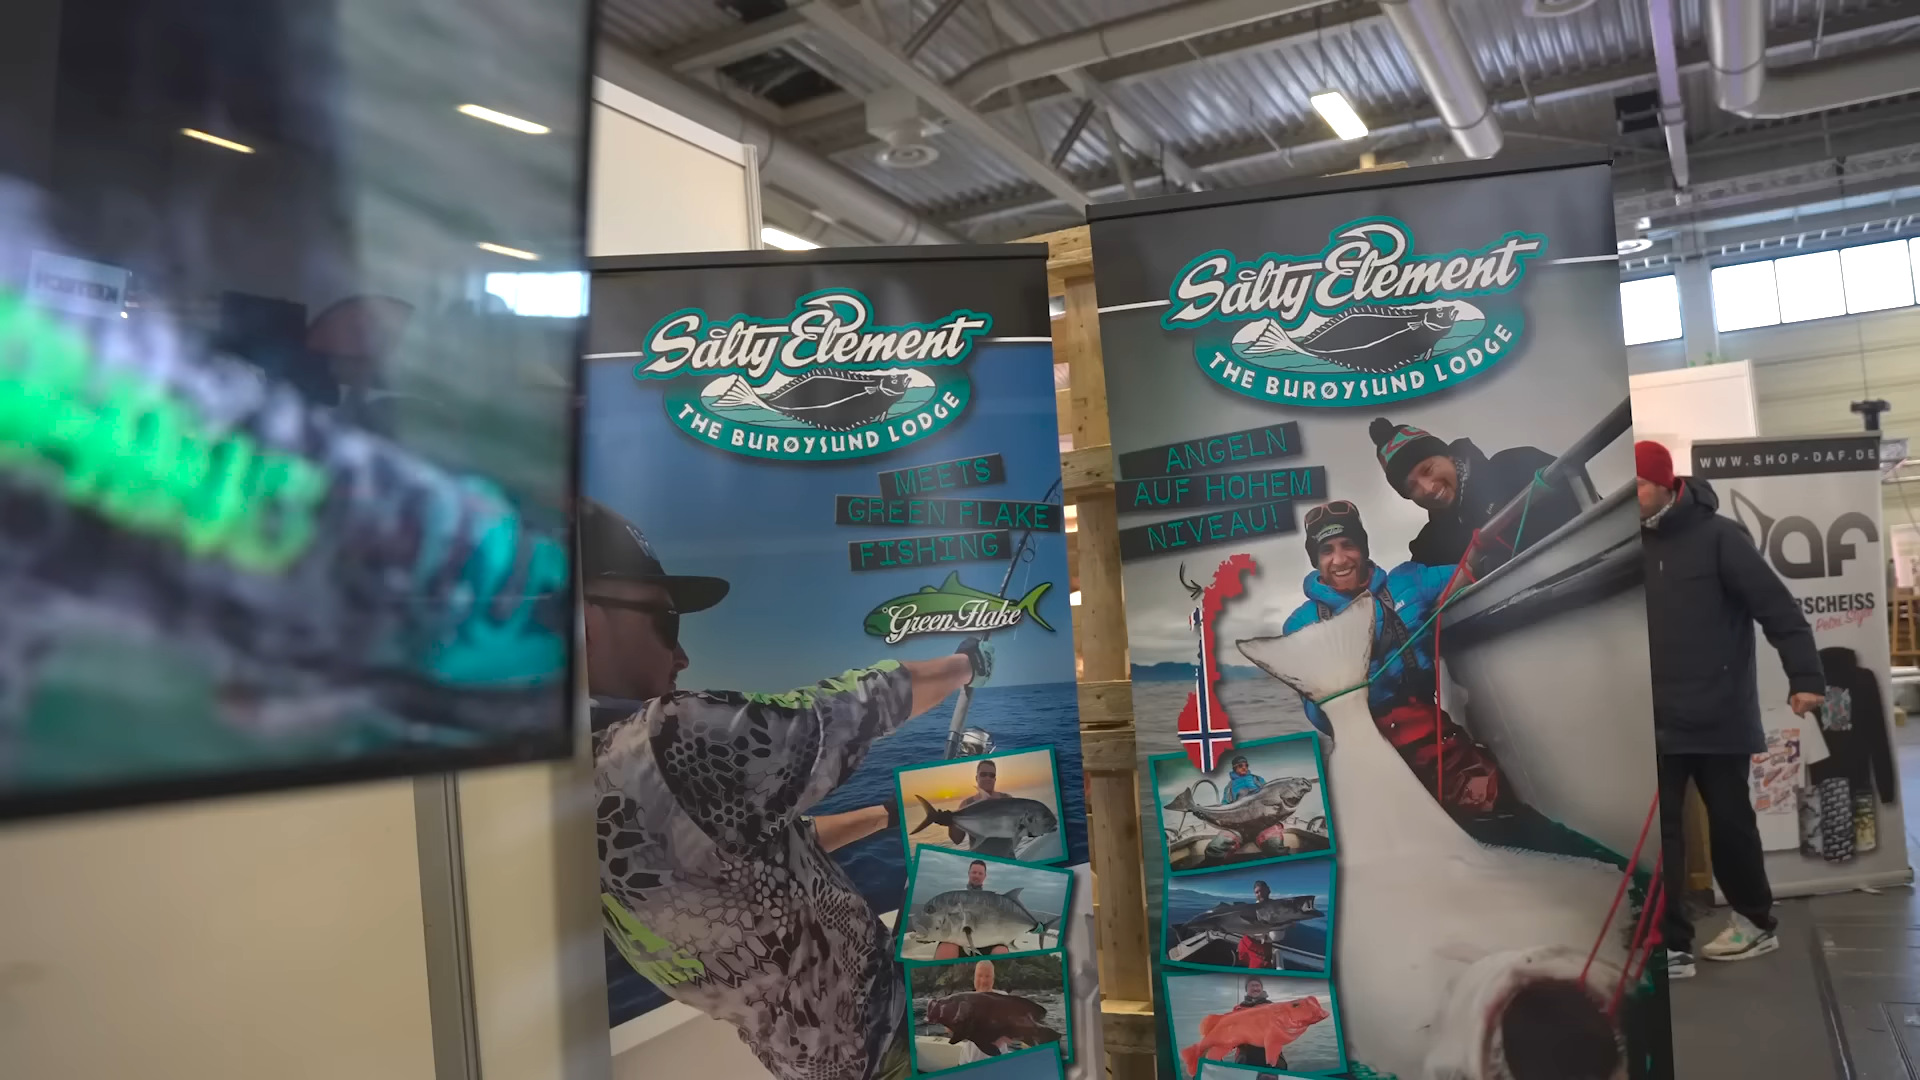 Salty Element
THE BURØYSUND LODGE
MEETS
GREEN FLAKE
FISHING
Green Flake
Salty Element
THE BURØYSUND LODGE
ANGELN
AUF HOHEM
NIVEAU!
WWW.SHOP-DAF.DE
DAF